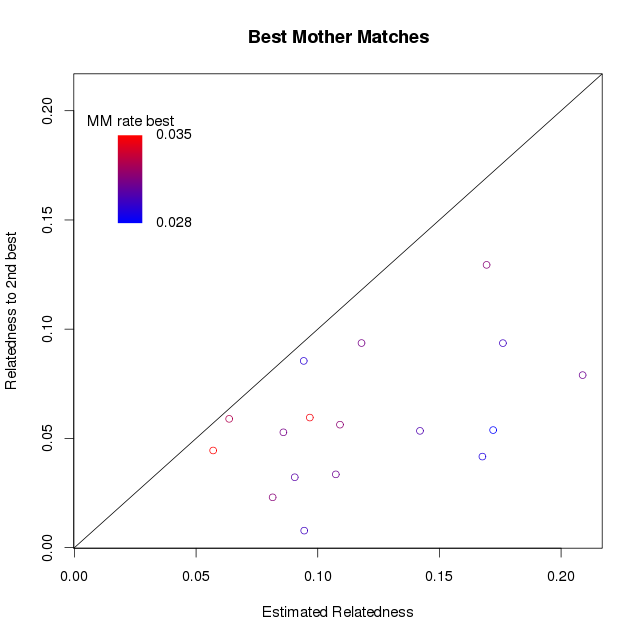 Best Mother Matches
MM rate best
0.035
0.028
Relatedness to 2nd best
0.20
0.15
0.10
0.05
0.00
0.00 0.05 0.10 0.15 0.20
Estimated Relatedness